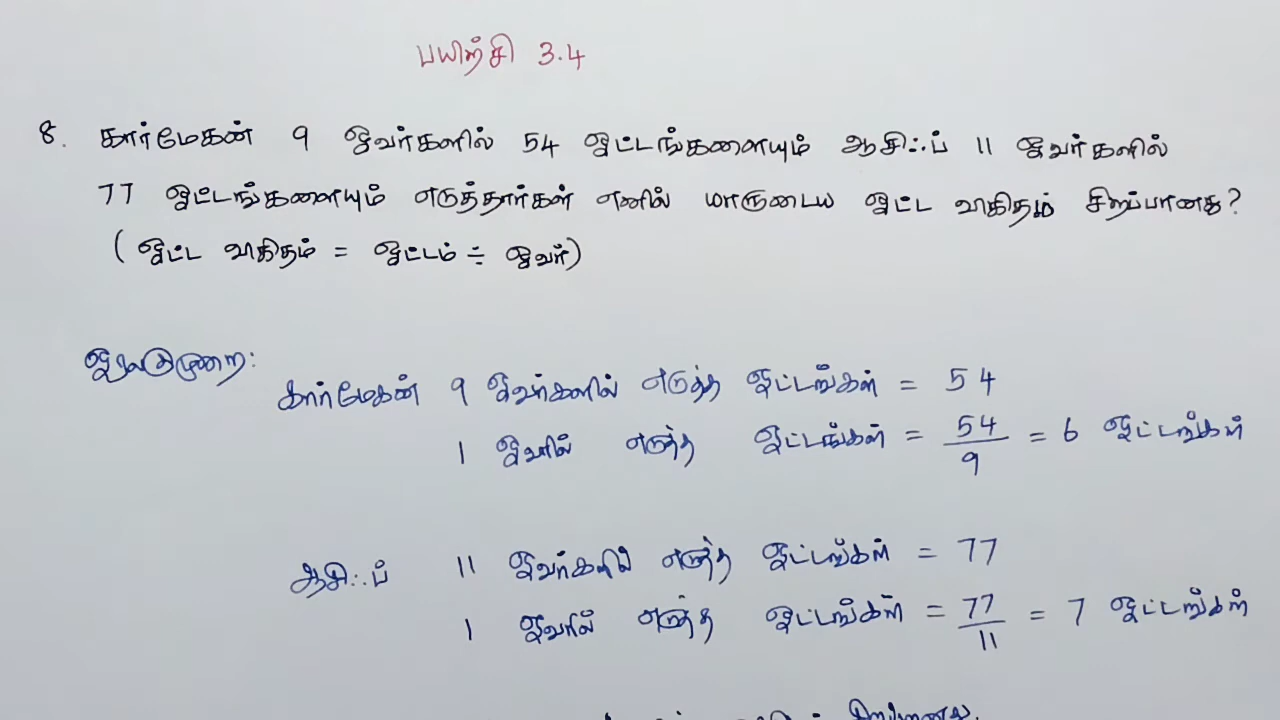 பயிற்சி 3.4
8. கார்மேகன் 9 ஓவர்களில் 54 ஓட்டங்களையும் ஆசிஃப் 11 ஓவர்களில்
77 ஓட்டங்களையும் எடுத்தார்கள் எனில் யாருடைய ஓட்ட வாகிதம் சிறப்பானது?
( ஓட்ட வாகிதம் = ஓட்டம் ÷ ஓவர்)
ஓரலகுமுறை:
கார்மேகன் 9 ஓவர்களில் எடுத்த ஓட்டங்கள் = 54
1 ஓவரில் எடுத்த ஓட்டங்கள் = 54/9 = 6 ஓட்டங்கள்
ஆசிஃப் 11 ஓவர்களில் எடுத்த ஓட்டங்கள் = 77
1 ஓவரில் எடுத்த ஓட்டங்கள் = 77/11 = 7 ஓட்டங்கள்